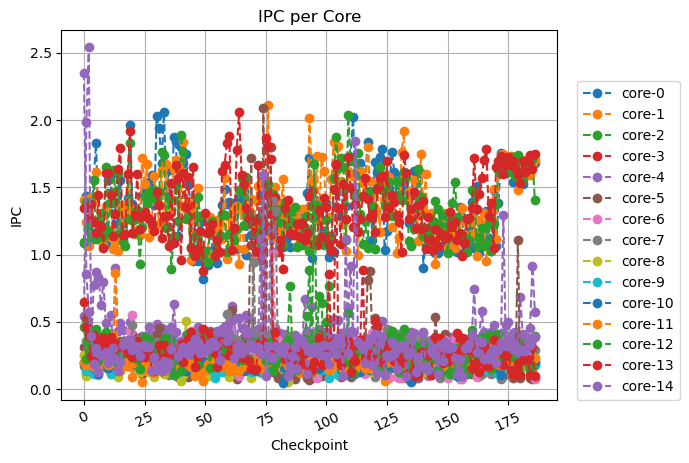 IPC per Core
IPC
2.5
2.0
1.5
1.0
0.5
0.0
0
25
50
75
100
125
150
175
Checkpoint
core-0
core-1
core-2
core-3
core-4
core-5
core-6
core-7
core-8
core-9
core-10
core-11
core-12
core-13
core-14